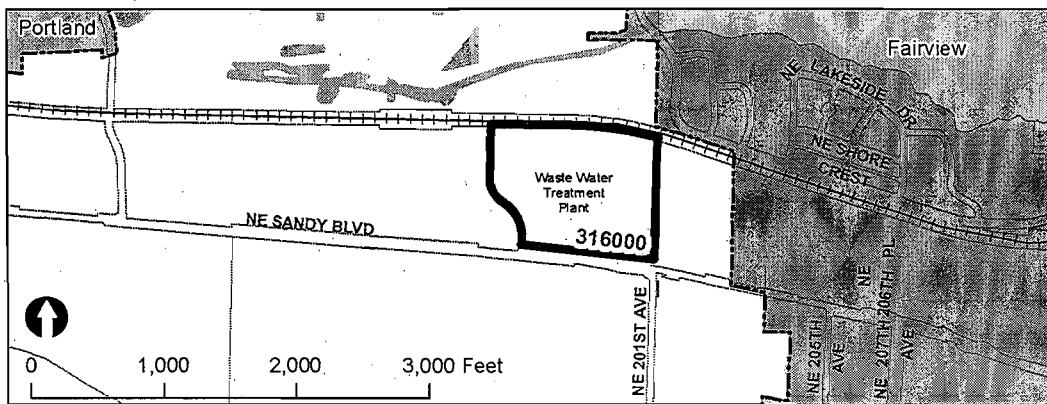 Portland
Fairview
NE LAKESIDE DR
NE SHORE
CREST
Waste Water
Treatment
Plant
316000
NE SANDY BLVD
NE 201ST AVE
NE 205TH
AVE
NE
206TH PL
NE 207TH
AVE
0 1,000 2,000 3,000 Feet